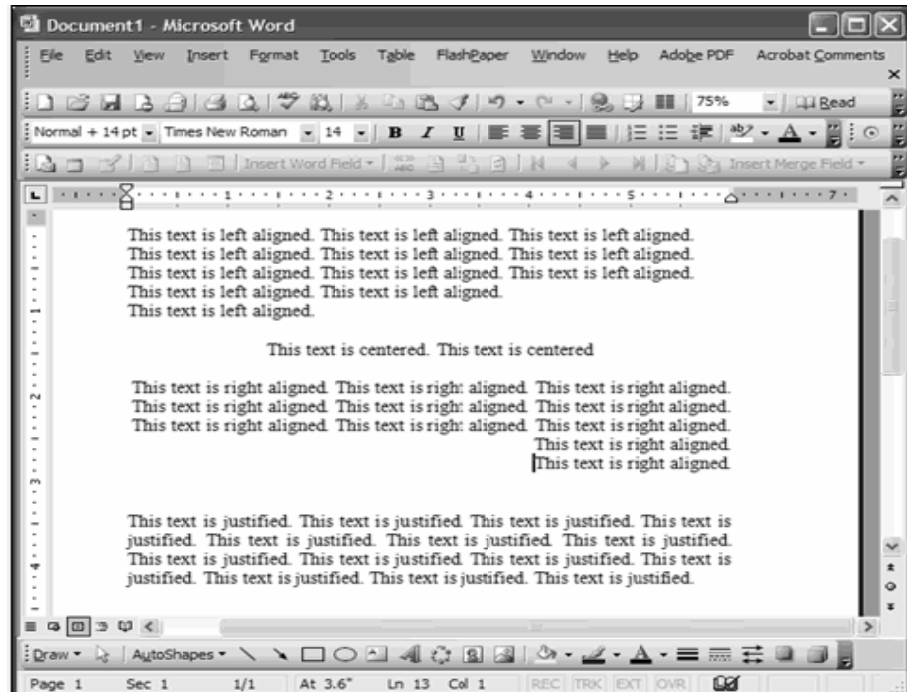 Document1 - Microsoft Word
File Edit View Insert Format Tools Table FlashPaper Window Help Adobe PDF Acrobat Comments
75% Read
Normal + 14 pt Times New Roman 14 B I U
Insert Word Field Insert Merge Field
1 2 3 4 5 7
This text is left aligned. This text is left aligned. This text is left aligned.
This text is left aligned. This text is left aligned. This text is left aligned.
This text is left aligned. This text is left aligned. This text is left aligned.
This text is left aligned. This text is left aligned.
This text is left aligned.
This text is centered. This text is centered
This text is right aligned. This text is right aligned. This text is right aligned.
This text is right aligned. This text is right aligned. This text is right aligned.
This text is right aligned. This text is right aligned. This text is right aligned.
This text is right aligned.
This text is right aligned.
This text is justified. This text is justified. This text is justified. This text is
justified. This text is justified. This text is justified. This text is justified.
This text is justified. This text is justified. This text is justified. This text is
justified. This text is justified. This text is justified. This text is justified.
Draw AutoShapes
Page 1 Sec 1 1/1 At 3.6" Ln 13 Col 1 REC TRK EXT OVR